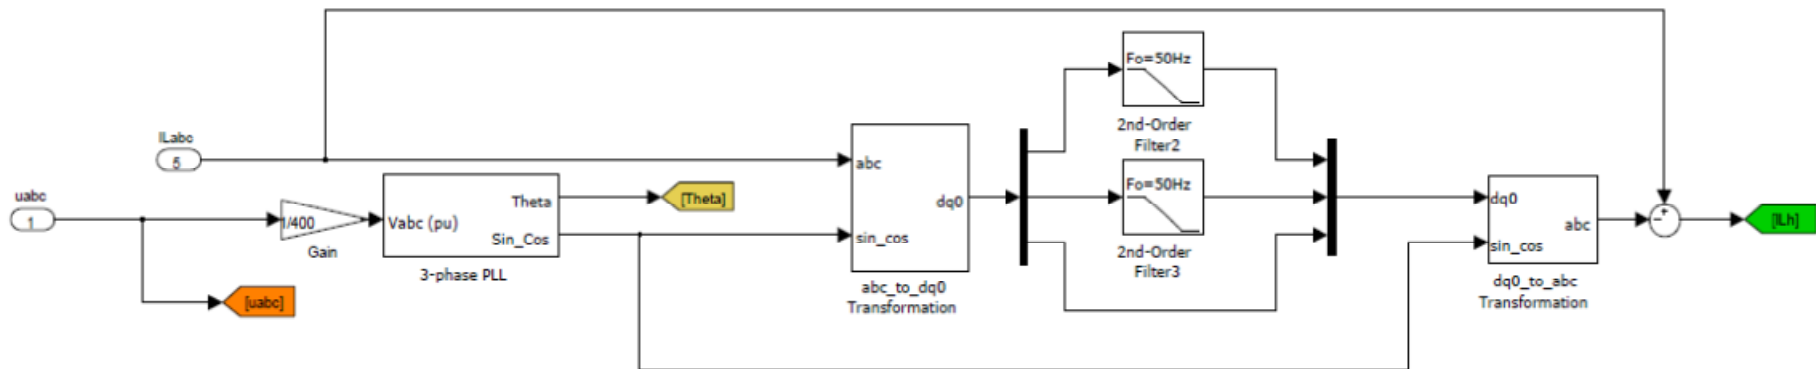 ILabc
5
uabc
1
1/400
Gain
Vabc (pu)
Theta
Sin_Cos
3-phase PLL
[Theta]
[uabc]
abc
sin_cos
dq0
abc_to_dq0
Transformation
Fo=50Hz
2nd-Order
Filter2
Fo=50Hz
2nd-Order
Filter3
dq0
sin_cos
abc
dq0_to_abc
Transformation
[ILh]